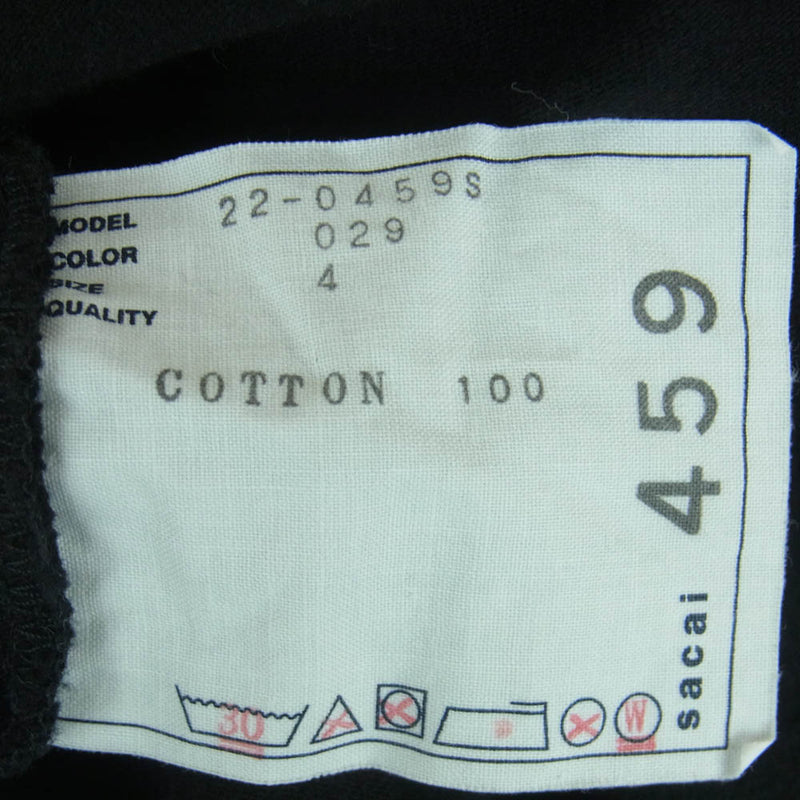 MODEL 22-0459S
COLOR 029
SIZE 4
QUALITY
COTTON 100
sacai 459
30
W